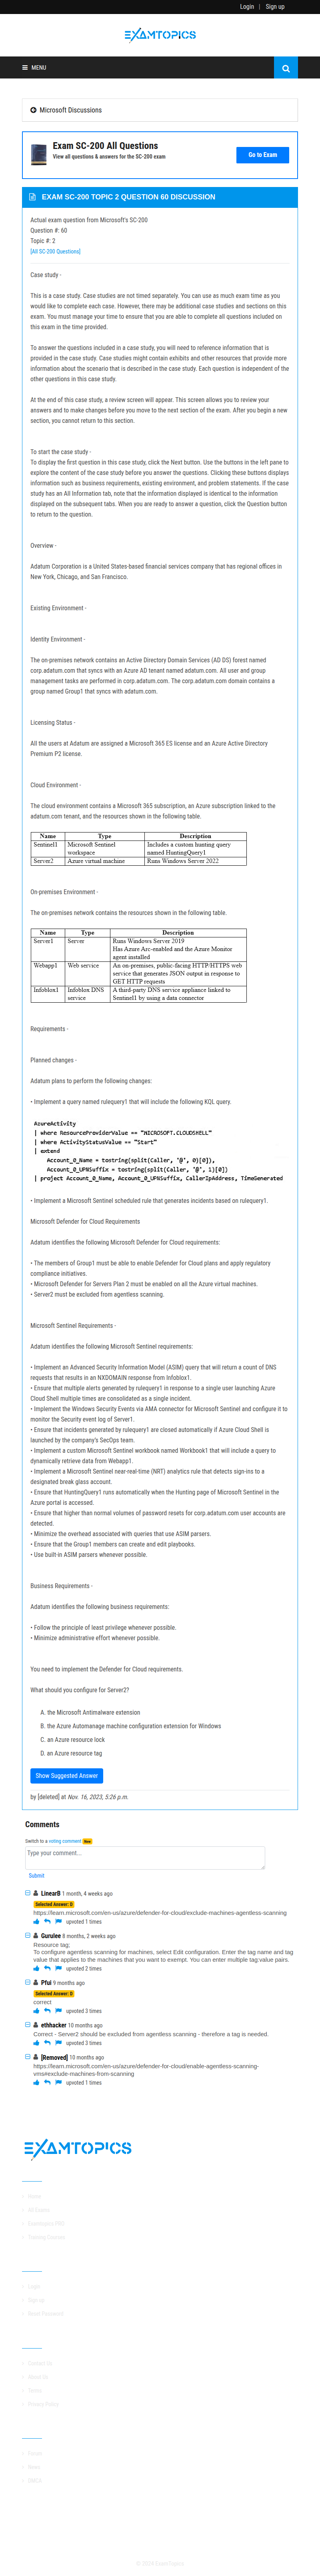 Login | Sign up
EXAMTOPICS
MENU
Microsoft Discussions
Exam SC-200 All Questions
View all questions & answers for the SC-200 exam
Go to Exam
EXAM SC-200 TOPIC 2 QUESTION 60 DISCUSSION
Actual exam question from Microsoft's SC-200
Question #: 60
Topic #: 2
[All SC-200 Questions]
Case study -
This is a case study. Case studies are not timed separately. You can use as much exam time as you
would like to complete each case. However, there may be additional case studies and sections on this
exam. You must manage your time to ensure that you are able to complete all questions included on
this exam in the time provided.
To answer the questions included in a case study, you will need to reference information that is
provided in the case study. Case studies might contain exhibits and other resources that provide more
information about the scenario that is described in the case study. Each question is independent of the
other questions in this case study.
At the end of this case study, a review screen will appear. This screen allows you to review your
answers and to make changes before you move to the next section of the exam. After you begin a new
section, you cannot return to this section.
To start the case study -
To display the first question in this case study, click the Next button. Use the buttons in the left pane to
explore the content of the case study before you answer the questions. Clicking these buttons displays
information such as business requirements, existing environment, and problem statements. If the case
study has an All Information tab, note that the information displayed is identical to the information
displayed on the subsequent tabs. When you are ready to answer a question, click the Question button
to return to the question.
Overview -
Adatum Corporation is a United States-based financial services company that has regional offices in
New York, Chicago, and San Francisco.
Existing Environment -
Identity Environment -
The on-premises network contains an Active Directory Domain Services (AD DS) forest named
corp.adatum.com that syncs with an Azure AD tenant named adatum.com. All user and group
management tasks are performed in corp.adatum.com. The corp.adatum.com domain contains a
group named Group1 that syncs with adatum.com.
Licensing Status -
All the users at Adatum are assigned a Microsoft 365 ES license and an Azure Active Directory
Premium P2 license.
Cloud Environment -
The cloud environment contains a Microsoft 365 subscription, an Azure subscription linked to the
adatum.com tenant, and the resources shown in the following table.
Name Type Description
Sentinel1 Microsoft Sentinel workspace Includes a custom hunting query named HuntingQuery1
Server2 Azure virtual machine Runs Windows Server 2022
On-premises Environment -
The on-premises network contains the resources shown in the following table.
Name Type Description
Server1 Server Runs Windows Server 2019
Has Azure Arc-enabled and the Azure Monitor
agent installed
Webapp1 Web service An on-premises, public-facing HTTP/HTTPS web
service that generates JSON output in response to
GET HTTP requests
Infoblox1 Infoblox DNS service A third-party DNS service appliance linked to
Sentinel1 by using a data connector
Requirements -
Planned changes -
Adatum plans to perform the following changes:
• Implement a query named rulequery1 that will include the following KQL query.
AzureActivity
| where ResourceProviderValue == "MICROSOFT.CLOUDSHELL"
| where ActivityStatusValue == "Start"
| extend
Account_0_Name = tostring(split(Caller, '@', 0)[0]),
Account_0_UPNSuffix = tostring(split(Caller, '@', 1)[0])
| project Account_0_Name, Account_0_UPNSuffix, CallerIpAddress, TimeGenerated
• Implement a Microsoft Sentinel scheduled rule that generates incidents based on rulequery1.
Microsoft Defender for Cloud Requirements
Adatum identifies the following Microsoft Defender for Cloud requirements:
• The members of Group1 must be able to enable Defender for Cloud plans and apply regulatory
compliance initiatives.
• Microsoft Defender for Servers Plan 2 must be enabled on all the Azure virtual machines.
• Server2 must be excluded from agentless scanning.
Microsoft Sentinel Requirements -
Adatum identifies the following Microsoft Sentinel requirements:
• Implement an Advanced Security Information Model (ASIM) query that will return a count of DNS
requests that results in an NXDOMAIN response from Infoblox1.
• Ensure that multiple alerts generated by rulequery1 in response to a single user launching Azure
Cloud Shell multiple times are consolidated as a single incident.
• Implement the Windows Security Events via AMA connector for Microsoft Sentinel and configure it to
monitor the Security event log of Server1.
• Ensure that incidents generated by rulequery1 are closed automatically if Azure Cloud Shell is
launched by the company's SecOps team.
• Implement a custom Microsoft Sentinel workbook named Workbook1 that will include a query to
dynamically retrieve data from Webapp1.
• Implement a Microsoft Sentinel near-real-time (NRT) analytics rule that detects sign-ins to a
designated break glass account.
• Ensure that HuntingQuery1 runs automatically when the Hunting page of Microsoft Sentinel in the
Azure portal is accessed.
• Ensure that higher than normal volumes of password resets for corp.adatum.com user accounts are
detected.
• Minimize the overhead associated with queries that use ASIM parsers.
• Ensure that the Group1 members can create and edit playbooks.
• Use built-in ASIM parsers whenever possible.
Business Requirements -
Adatum identifies the following business requirements:
• Follow the principle of least privilege whenever possible.
• Minimize administrative effort whenever possible.
You need to implement the Defender for Cloud requirements.
What should you configure for Server2?
A. the Microsoft Antimalware extension
B. the Azure Automanage machine configuration extension for Windows
C. an Azure resource lock
D. an Azure resource tag
Show Suggested Answer
by [deleted] at Nov. 16, 2023, 5:26 p.m.
Comments
Switch to a voting comment New
Type your comment...
Submit
LinearB 1 month, 4 weeks ago
Selected Answer: D
https://learn.microsoft.com/en-us/azure/defender-for-cloud/exclude-machines-agentless-scanning
upvoted 1 times
Gurulee 8 months, 2 weeks ago
Resource tag;
To configure agentless scanning for machines, select Edit configuration. Enter the tag name and tag
value that applies to the machines that you want to exempt. You can enter multiple tag:value pairs.
upvoted 2 times
Pful 9 months ago
Selected Answer: D
correct
upvoted 3 times
ethhacker 10 months ago
Correct - Server2 should be excluded from agentless scanning - therefore a tag is needed.
upvoted 3 times
[Removed] 10 months ago
https://learn.microsoft.com/en-us/azure/defender-for-cloud/enable-agentless-scanning-
vms#exclude-machines-from-scanning
upvoted 1 times
EXAMTOPICS